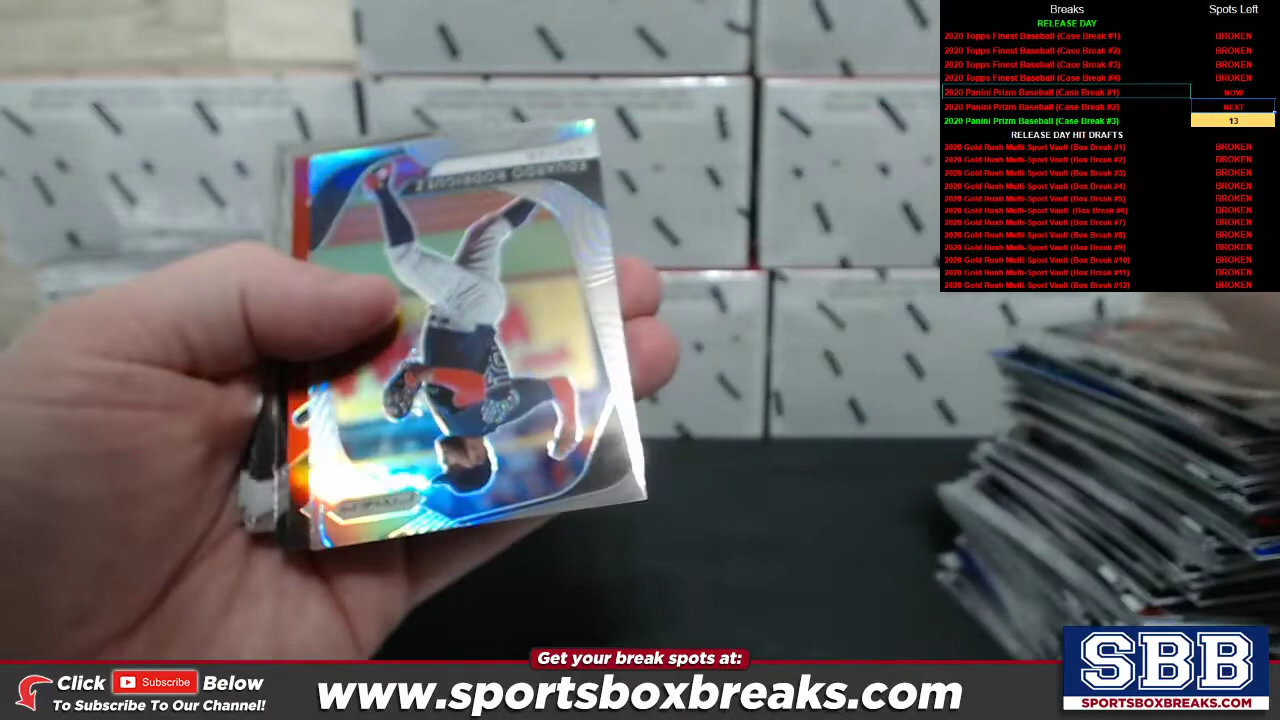 Breaks Spots Left
RELEASE DAY
2020 Topps Finest Baseball (Case Break #1) BROKEN
2020 Topps Finest Baseball (Case Break #2) BROKEN
2020 Topps Finest Baseball (Case Break #3) BROKEN
2020 Topps Finest Baseball (Case Break #4) BROKEN
2020 Panini Prizm Baseball (Case Break #1) NOW
2020 Panini Prizm Baseball (Case Break #2) NEXT
2020 Panini Prizm Baseball (Case Break #3) 13
RELEASE DAY HIT DRAFTS
2020 Gold Rush Multi-Sport Vault (Box Break #1) BROKEN
2020 Gold Rush Multi-Sport Vault (Box Break #2) BROKEN
2020 Gold Rush Multi-Sport Vault (Box Break #3) BROKEN
2020 Gold Rush Multi-Sport Vault (Box Break #4) BROKEN
2020 Gold Rush Multi-Sport Vault (Box Break #5) BROKEN
2020 Gold Rush Multi-Sport Vault (Box Break #6) BROKEN
2020 Gold Rush Multi-Sport Vault (Box Break #7) BROKEN
2020 Gold Rush Multi-Sport Vault (Box Break #8) BROKEN
2020 Gold Rush Multi-Sport Vault (Box Break #9) BROKEN
2020 Gold Rush Multi-Sport Vault (Box Break #10) BROKEN
2020 Gold Rush Multi-Sport Vault (Box Break #11) BROKEN
2020 Gold Rush Multi-Sport Vault (Box Break #12) BROKEN
EDUARDO RODRIGUEZ
Get your break spots at:
Click Subscribe Below
To Subscribe To Our Channel!
www.sportsboxbreaks.com
SBB
SPORTSBOXBREAKS.COM